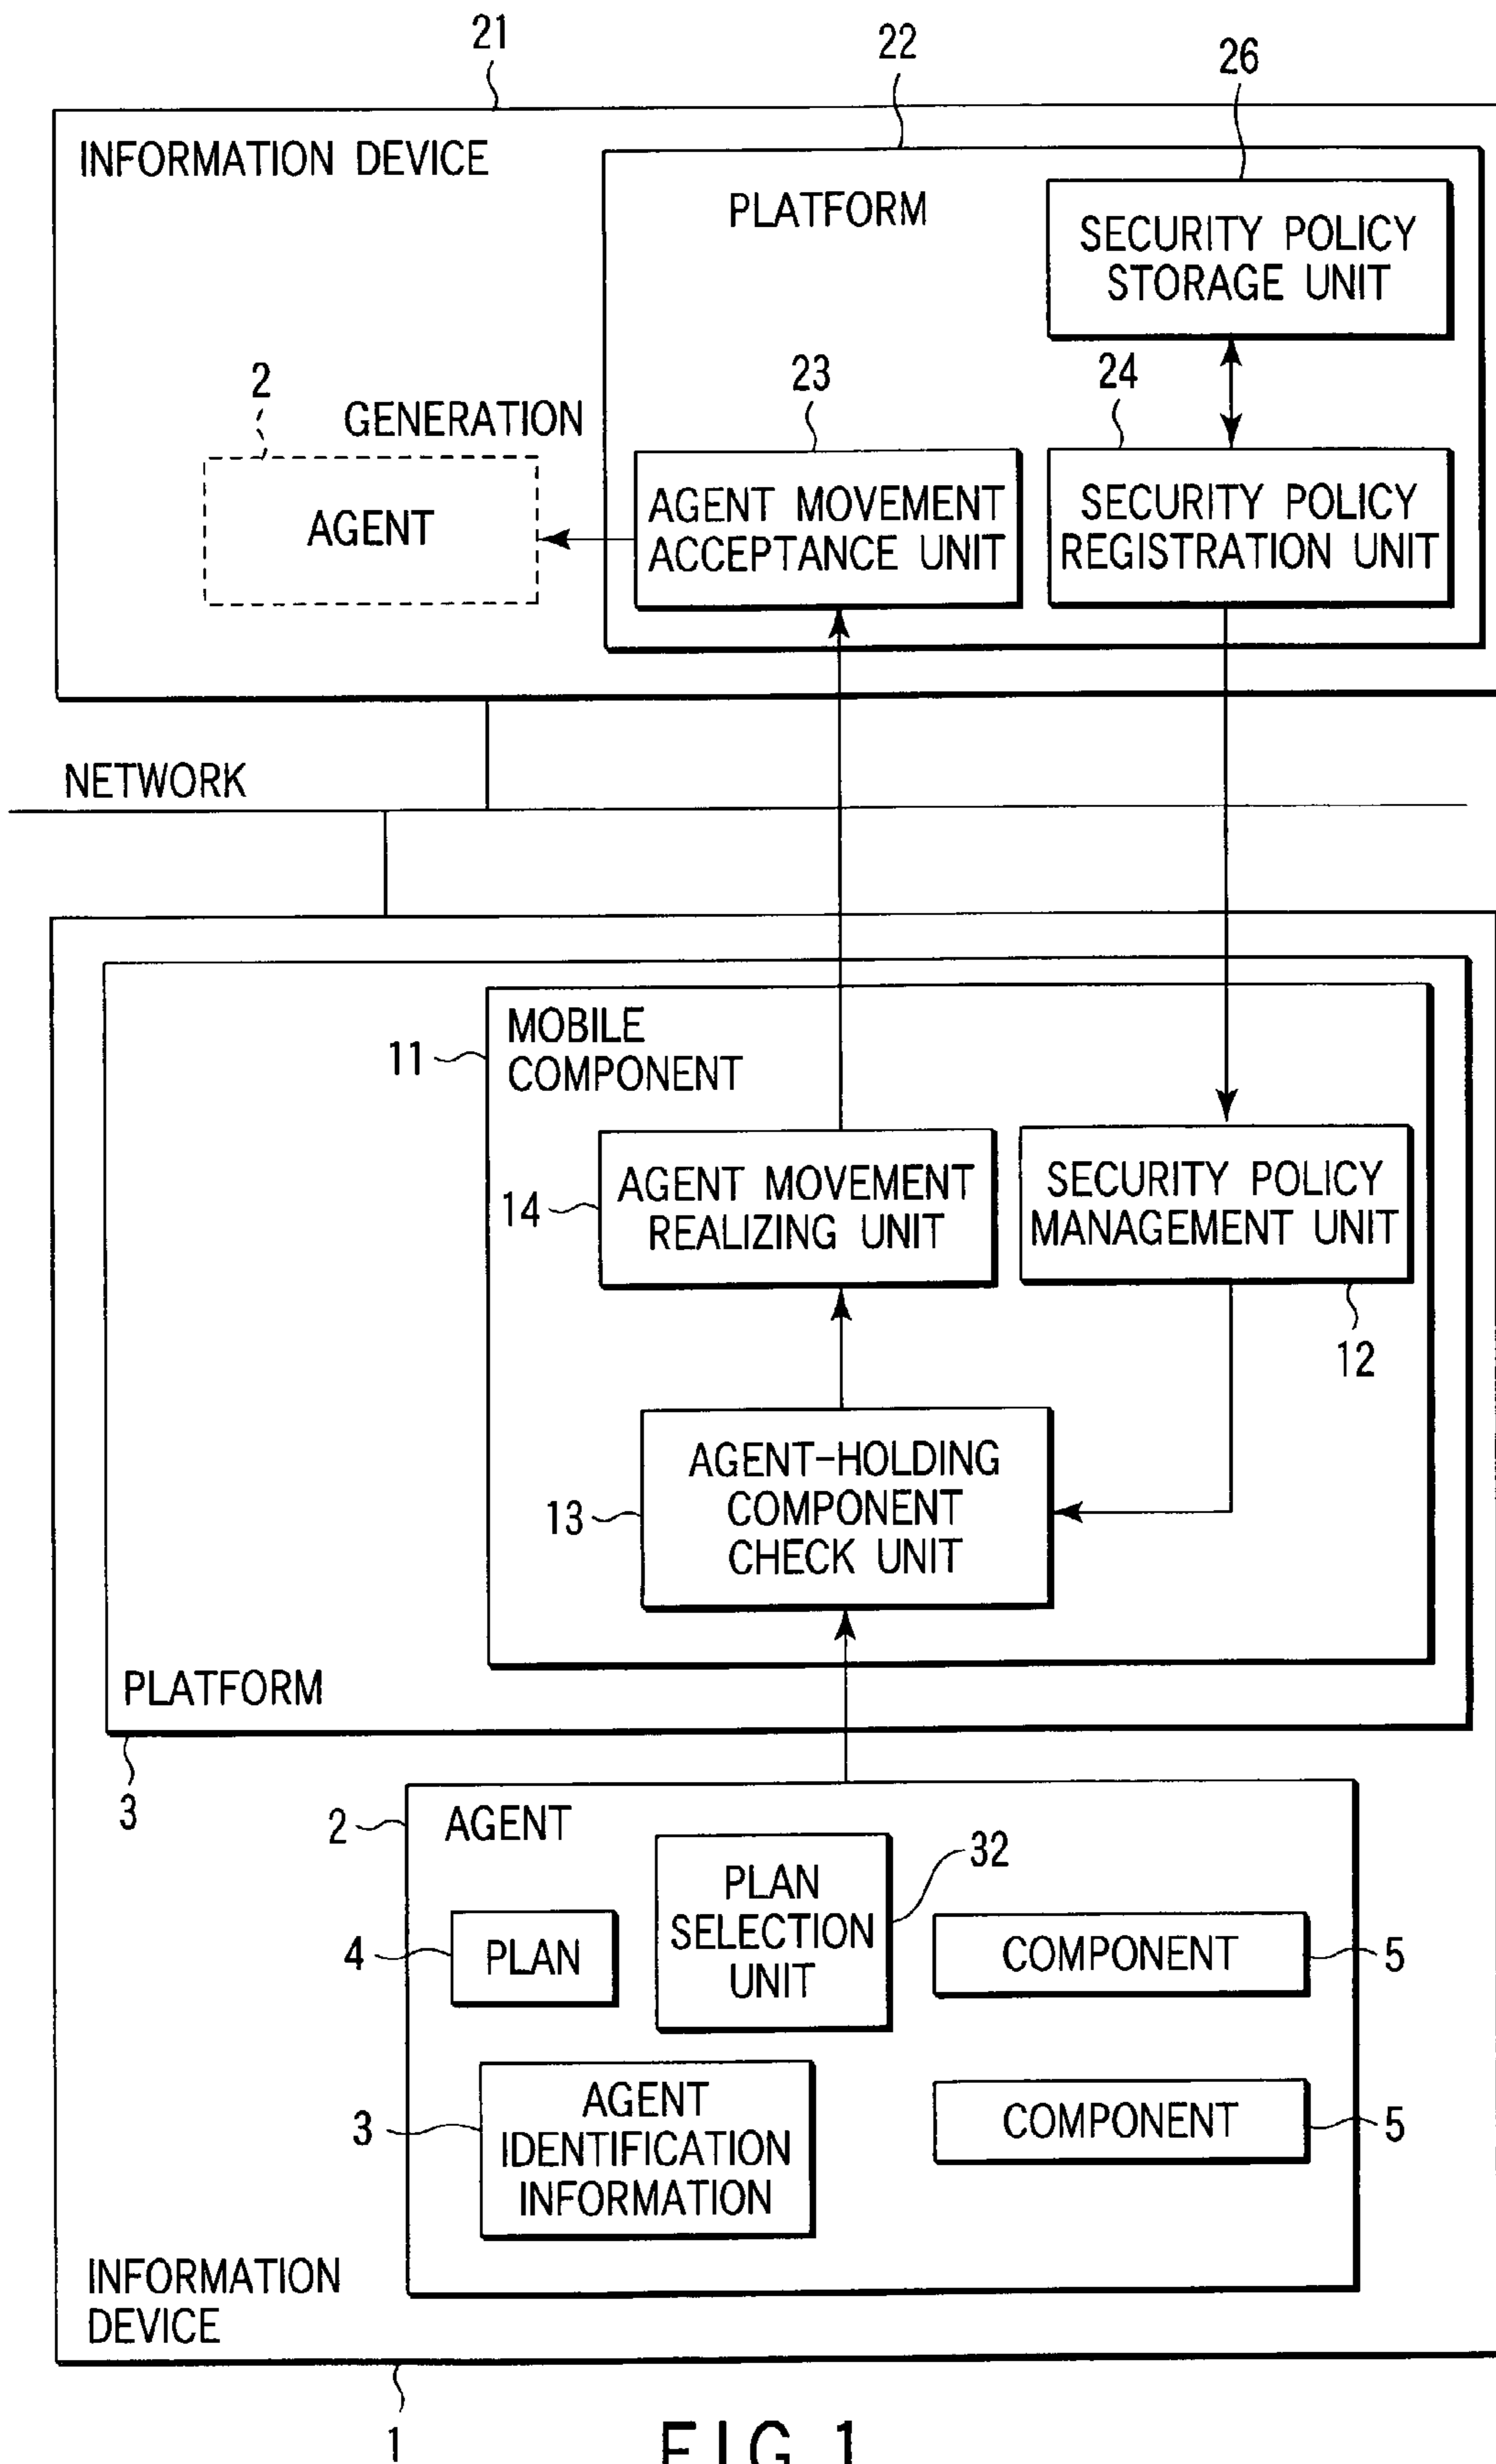 21
22
26
INFORMATION DEVICE
PLATFORM
SECURITY POLICY
STORAGE UNIT
2
GENERATION
23
24
AGENT
AGENT MOVEMENT
ACCEPTANCE UNIT
SECURITY POLICY
REGISTRATION UNIT
NETWORK
MOBILE
COMPONENT
11
AGENT MOVEMENT
REALIZING UNIT
14
SECURITY POLICY
MANAGEMENT UNIT
12
AGENT-HOLDING
COMPONENT
CHECK UNIT
13
PLATFORM
3
2
AGENT
PLAN
SELECTION
UNIT
32
4
PLAN
COMPONENT
5
3
AGENT
IDENTIFICATION
INFORMATION
COMPONENT
5
INFORMATION
DEVICE
1
FIG. 1